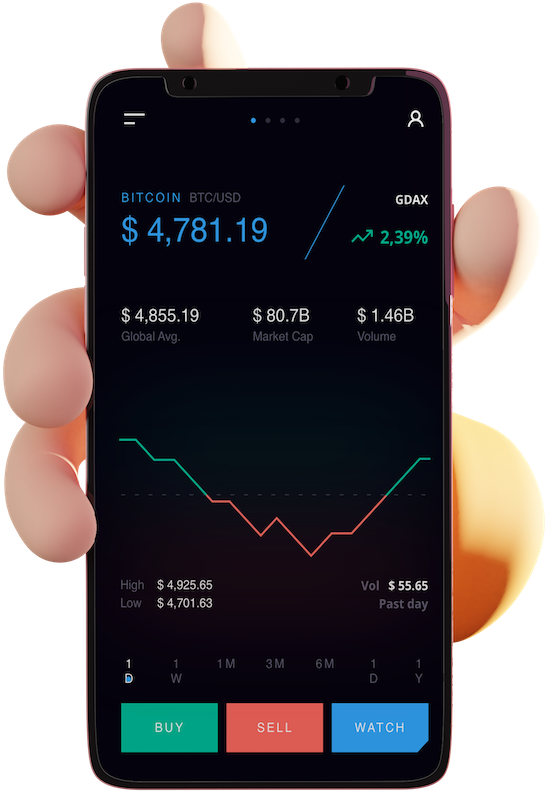 BITCOIN BTC/USD
GDAX
$ 4,781.19
2,39%
$ 4,855.19 $ 80.7B $ 1.46B
Global Avg. Market Cap Volume
High $ 4,925.65 Vol $ 55.65
Low $ 4,701.63 Past day
1 D 1 W 1 M 3 M 6 M 1 D 1 Y
BUY SELL WATCH